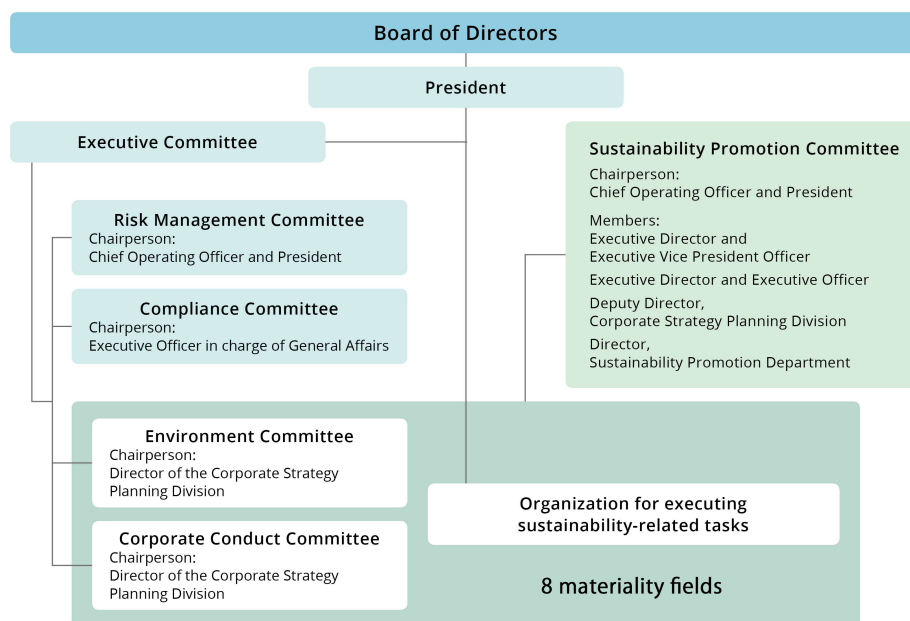 Board of Directors
President
Executive Committee
Sustainability Promotion Committee
Chairperson:
Chief Operating Officer and President
Members:
Executive Director and
Executive Vice President Officer
Executive Director and Executive Officer
Deputy Director,
Corporate Strategy Planning Division
Director,
Sustainability Promotion Department
Risk Management Committee
Chairperson:
Chief Operating Officer and President
Compliance Committee
Chairperson:
Executive Officer in charge of General Affairs
Environment Committee
Chairperson:
Director of the Corporate Strategy
Planning Division
Corporate Conduct Committee
Chairperson:
Director of the Corporate Strategy
Planning Division
Organization for executing
sustainability-related tasks
8 materiality fields